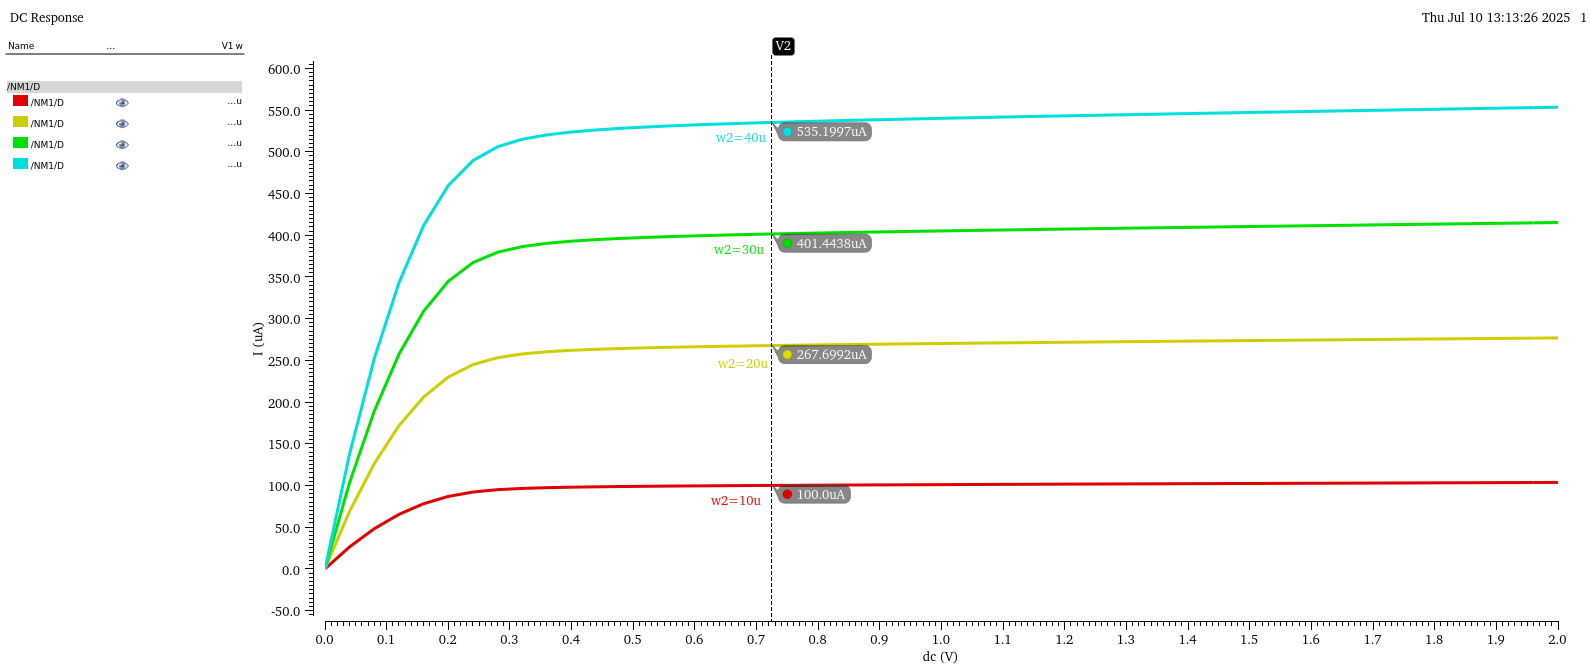 DC Response
Thu Jul 10 13:13:26 2025 1
Name ... V1 w
/NM1/D
/NM1/D ...u
/NM1/D ...u
/NM1/D ...u
/NM1/D ...u
V2
600.0
550.0
500.0
450.0
400.0
350.0
300.0
250.0
200.0
150.0
100.0
50.0
0.0
-50.0
I (uA)
w2=40u
535.1997uA
w2=30u
401.4438uA
w2=20u
267.6992uA
w2=10u
100.0uA
0.0 0.1 0.2 0.3 0.4 0.5 0.6 0.7 0.8 0.9 1.0 1.1 1.2 1.3 1.4 1.5 1.6 1.7 1.8 1.9 2.0
dc (V)